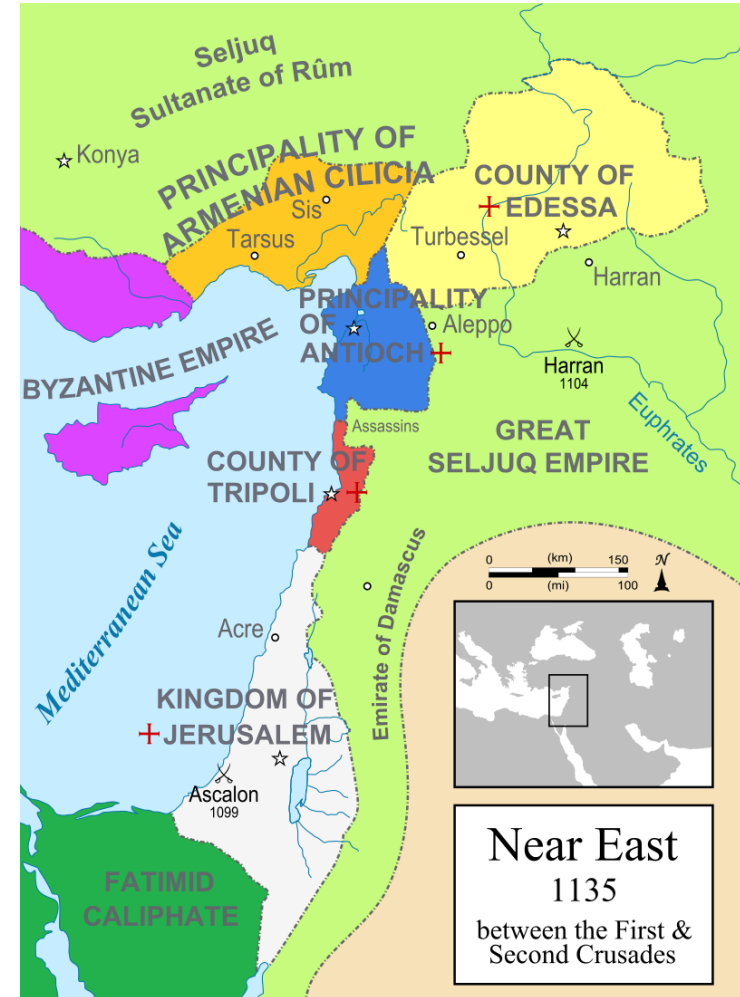 Seljuq
Sultanate of Rûm
Konya
PRINCIPALITY OF
ARMENIAN CILICIA
Sis
Tarsus
COUNTY OF
EDESSA
Turbessel
Harran
PRINCIPALITY
OF
ANTIOCH
Aleppo
Harran
1104
BYZANTINE EMPIRE
Euphrates
Assassins
GREAT
SELJUQ EMPIRE
COUNTY OF
TRIPOLI
Mediterranean Sea
Emirate of Damascus
0 (km) 150
N
0 (mi) 100
Acre
KINGDOM OF
JERUSALEM
Ascalon
1099
FATIMID
CALIPHATE
Near East
1135
between the First &
Second Crusades